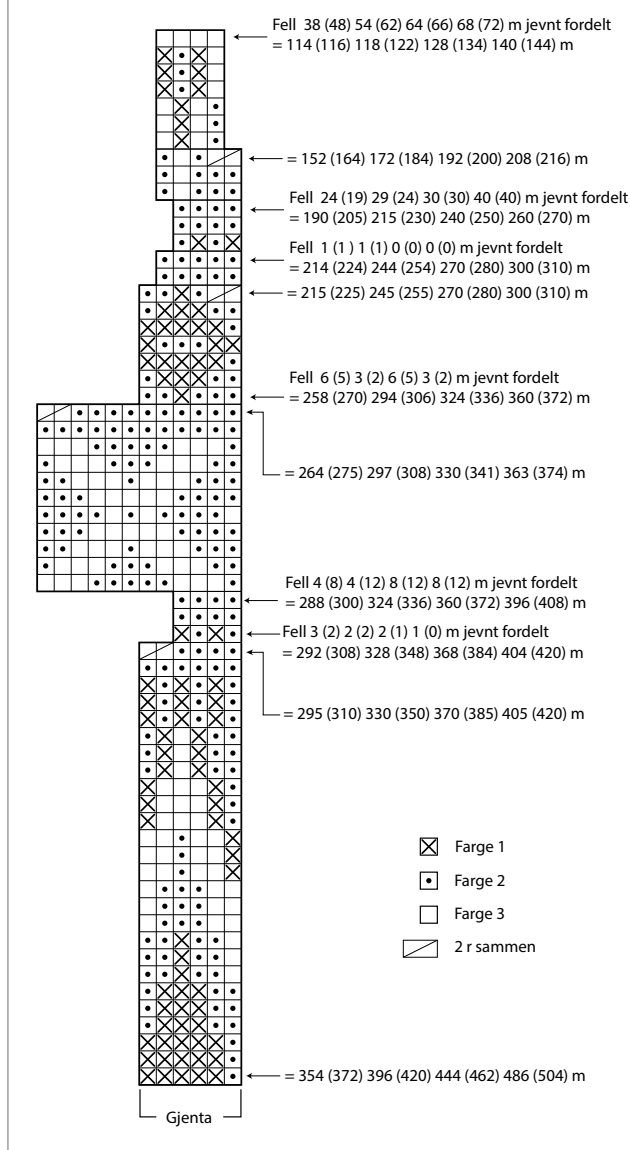 Fell 38 (48) 54 (62) 64 (66) 68 (72) m jevnt fordelt
= 114 (116) 118 (122) 128 (134) 140 (144) m
= 152 (164) 172 (184) 192 (200) 208 (216) m
Fell 24 (19) 29 (24) 30 (30) 40 (40) m jevnt fordelt
= 190 (205) 215 (230) 240 (250) 260 (270) m
Fell 1 (1) 1 (1) 0 (0) 0 (0) m jevnt fordelt
= 214 (224) 244 (254) 270 (280) 300 (310) m
= 215 (225) 245 (255) 270 (280) 300 (310) m
Fell 6 (5) 3 (2) 6 (5) 3 (2) m jevnt fordelt
= 258 (270) 294 (306) 324 (336) 360 (372) m
= 264 (275) 297 (308) 330 (341) 363 (374) m
Fell 4 (8) 4 (12) 8 (12) 8 (12) m jevnt fordelt
= 288 (300) 324 (336) 360 (372) 396 (408) m
Fell 3 (2) 2 (2) 2 (1) 1 (0) m jevnt fordelt
= 292 (308) 328 (348) 368 (384) 404 (420) m
= 295 (310) 330 (350) 370 (385) 405 (420) m
Farge 1
Farge 2
Farge 3
2 r sammen
= 354 (372) 396 (420) 444 (462) 486 (504) m
Gjenta